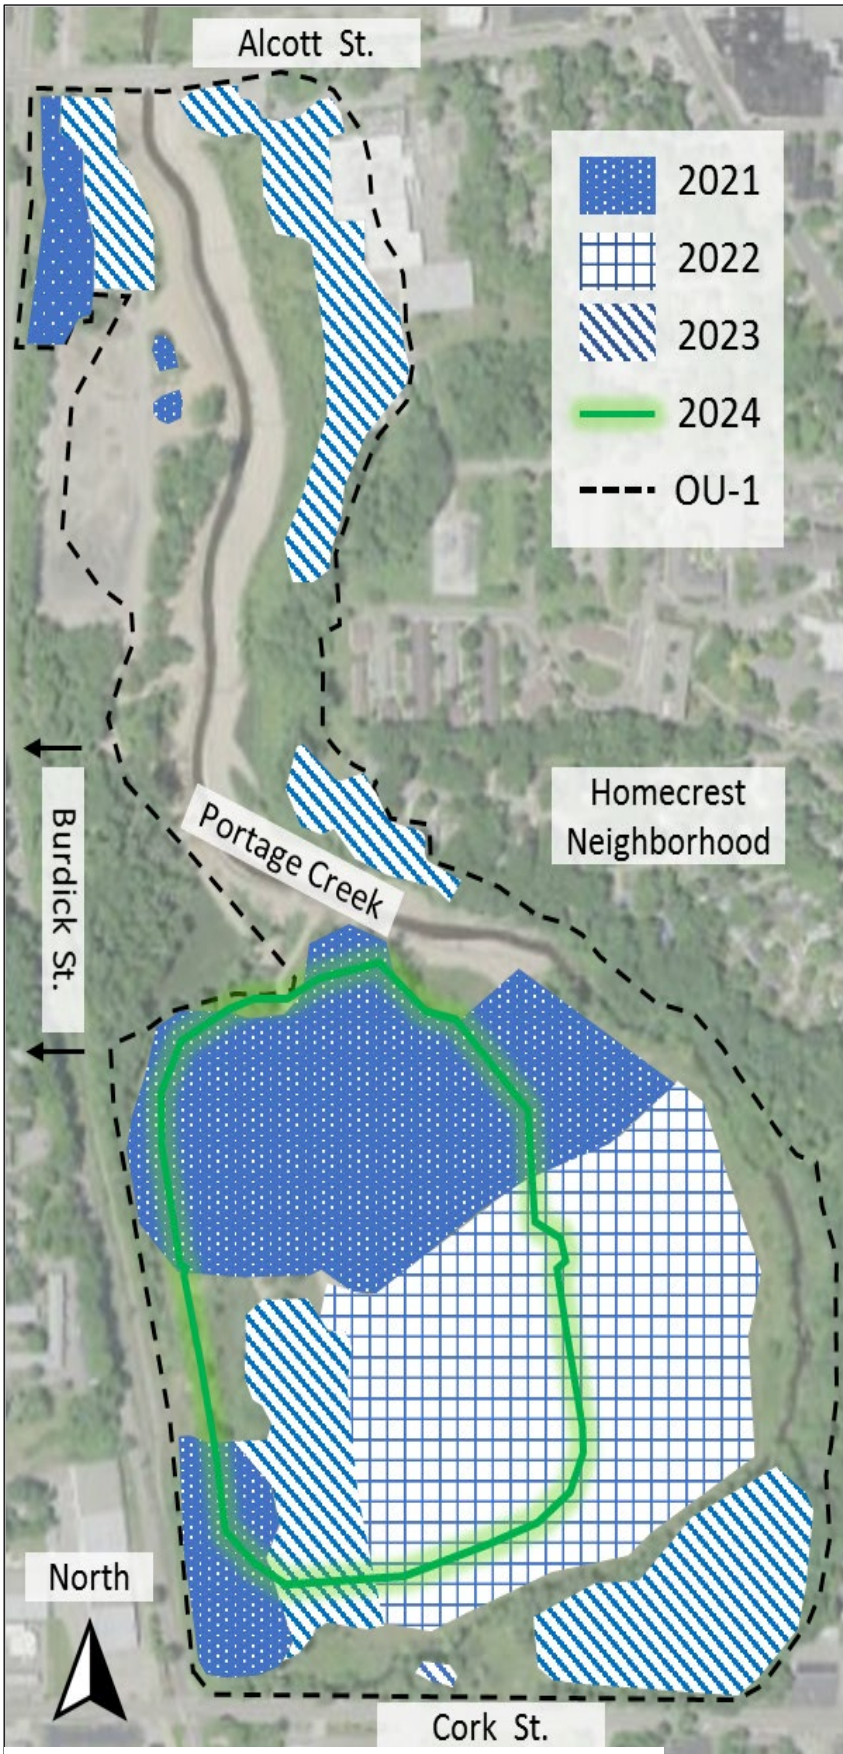 Alcott St.
2021
2022
2023
2024
OU-1
Homecrest
Neighborhood
Burdick St.
Portage Creek
North
Cork St.